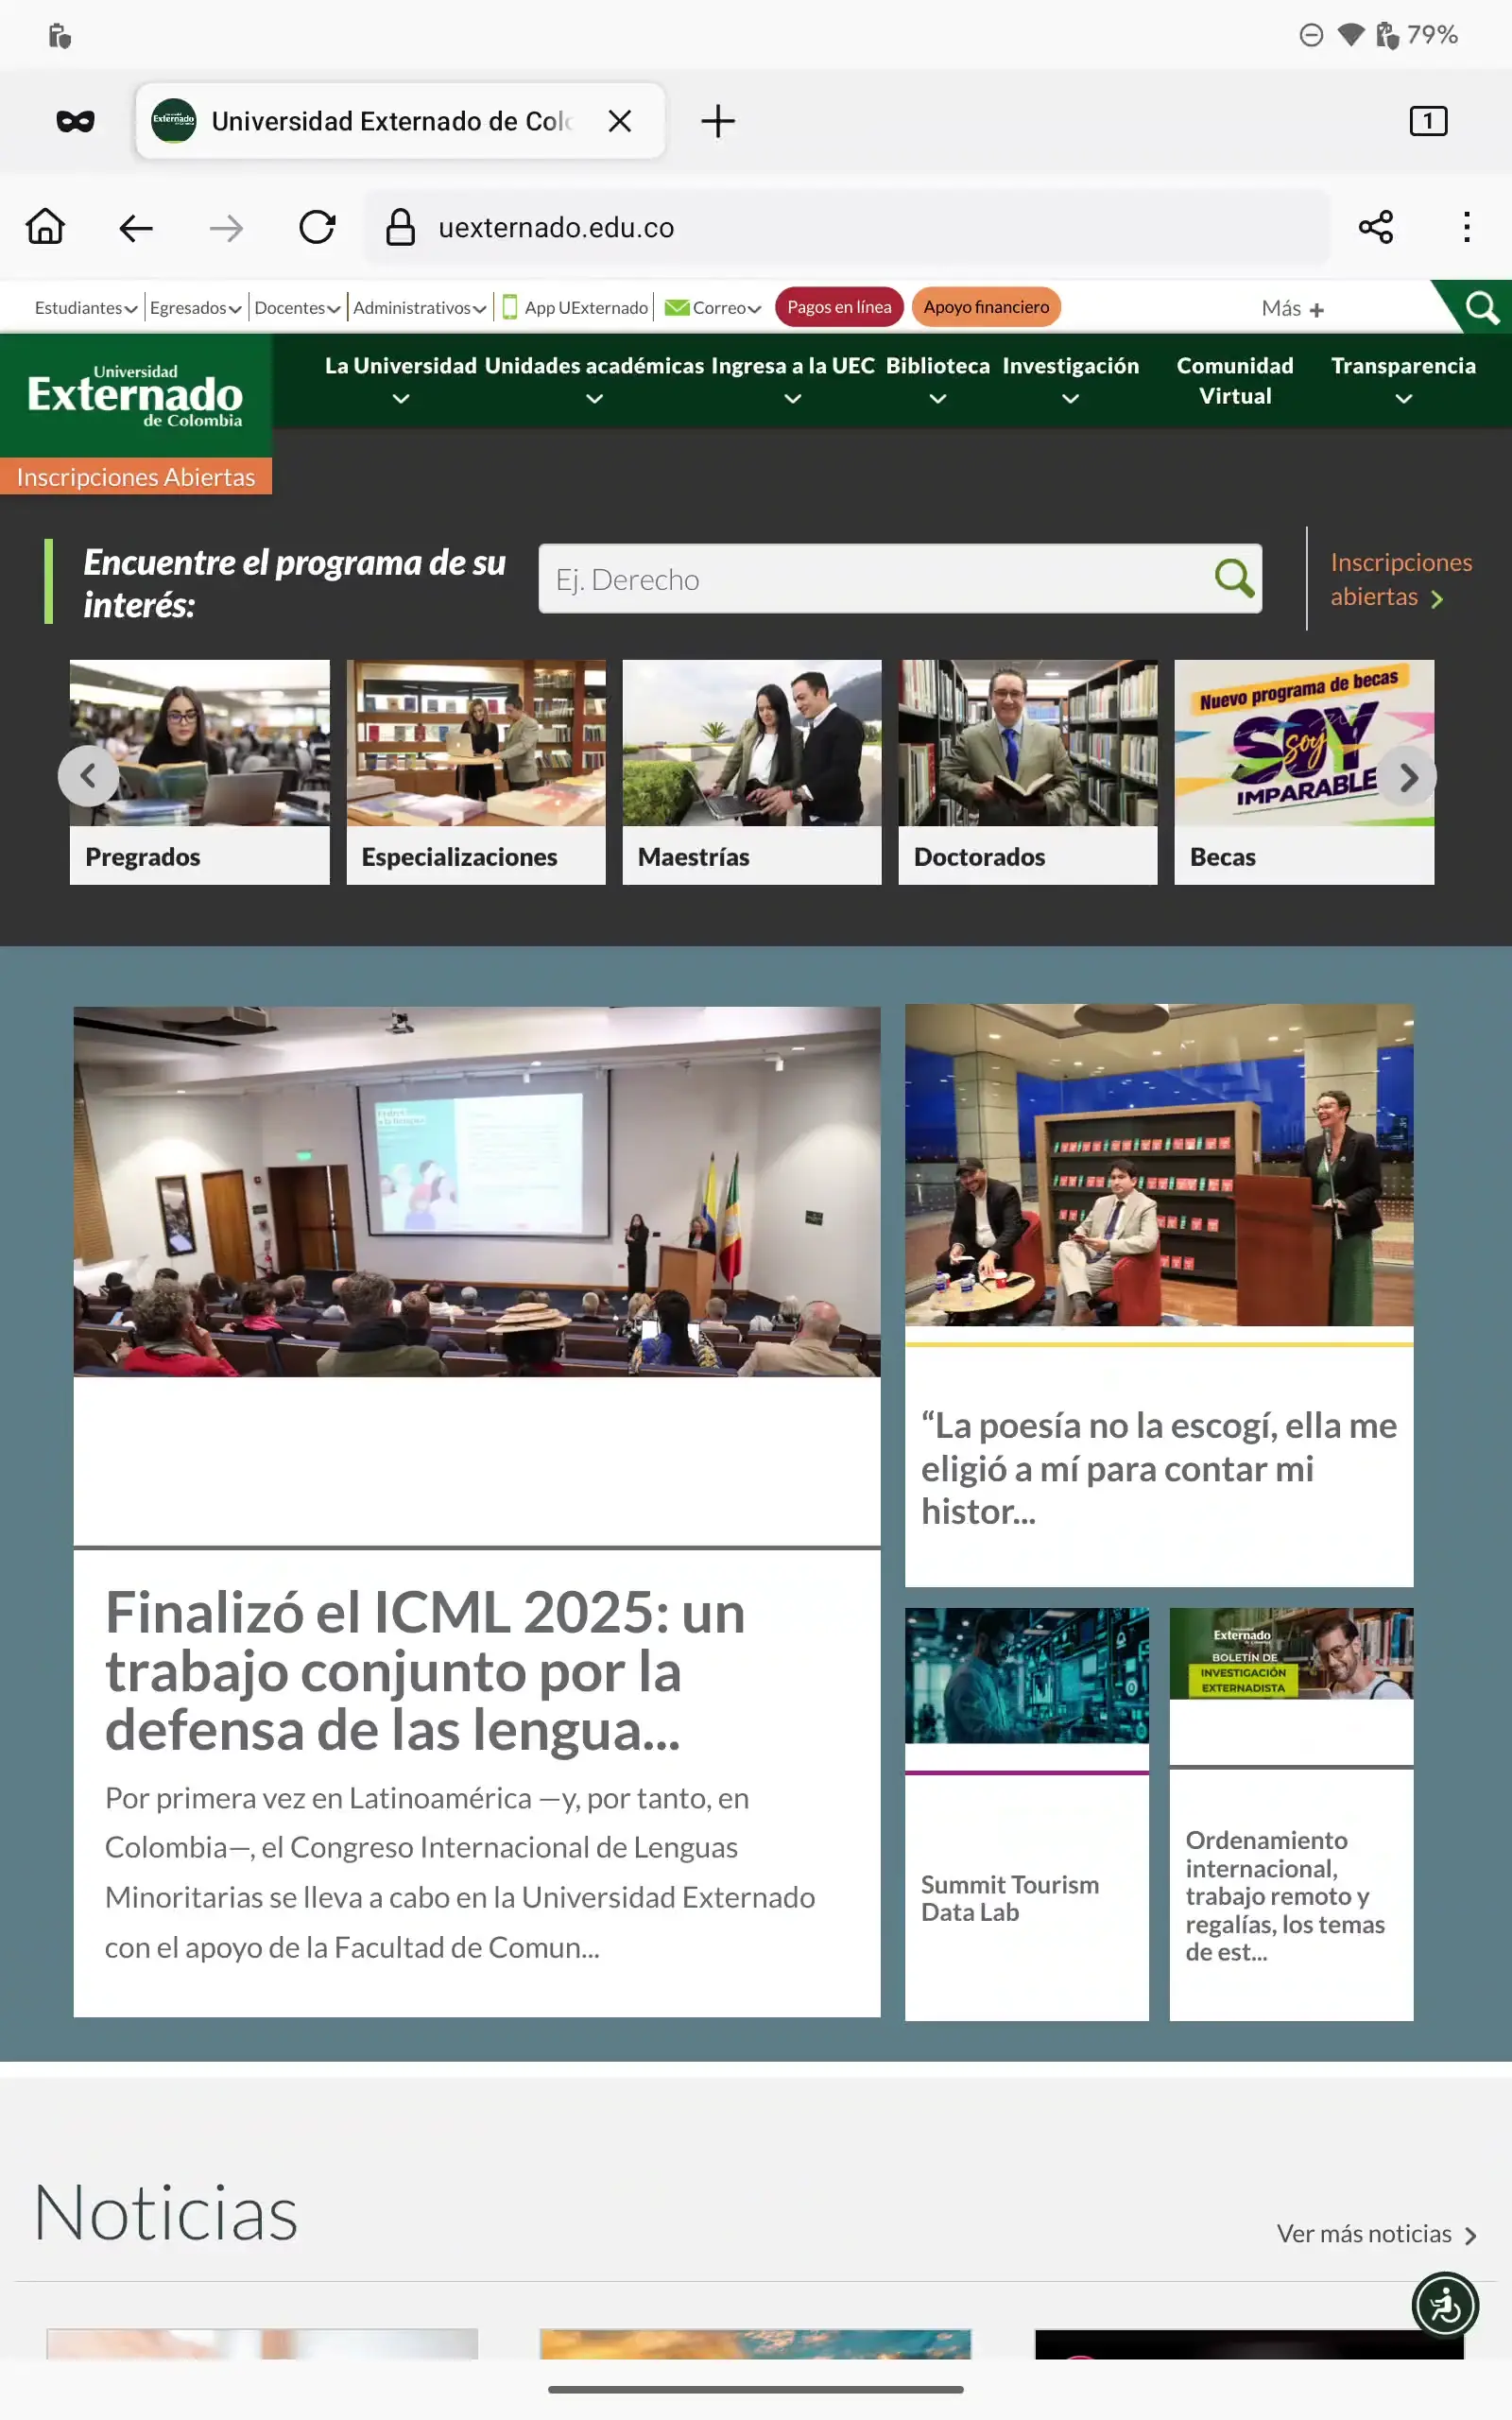 79%
Universidad Externado de Col
1
uexternado.edu.co
Estudiantes
Egresados
Docentes
Administrativos
App UExternado
Correo
Pagos en línea
Apoyo financiero
Más +
Universidad
Externado
de Colombia
La Universidad
Unidades académicas
Ingresa a la UEC
Biblioteca
Investigación
Comunidad
Virtual
Transparencia
Inscripciones Abiertas
Encuentre el programa de su
interés:
Ej. Derecho
Inscripciones
abiertas
Pregrados
Especializaciones
Maestrías
Doctorados
Nuevo programa de becas
SOY
soy
IMPARABLE
Becas
“La poesía no la escogí, ella me
eligió a mí para contar mi
histor...
Finalizó el ICML 2025: un
trabajo conjunto por la
defensa de las lengua...
Por primera vez en Latinoamérica —y, por tanto, en
Colombia—, el Congreso Internacional de Lenguas
Minoritarias se lleva a cabo en la Universidad Externado
con el apoyo de la Facultad de Comun...
Summit Tourism
Data Lab
Externado
BOLETÍN DE
INVESTIGACIÓN
EXTERNADISTA
Ordenamiento
internacional,
trabajo remoto y
regalías, los temas
de est...
Noticias
Ver más noticias